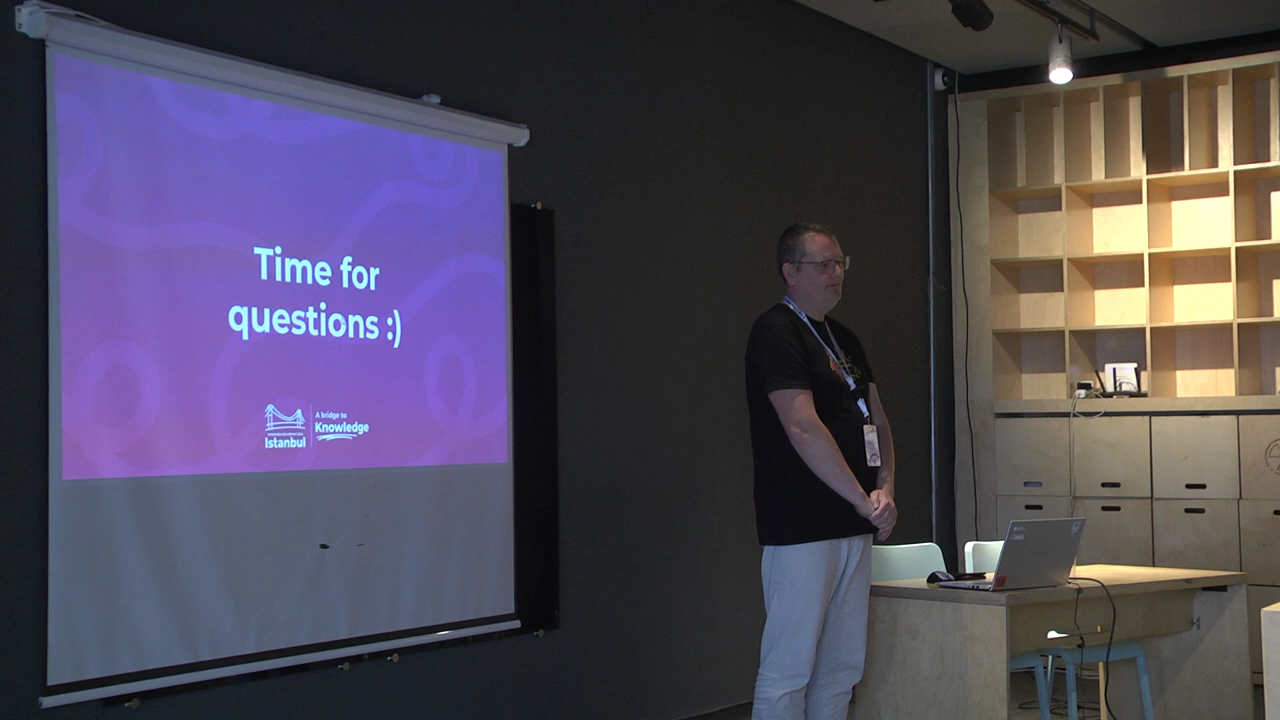 Time for
questions :)
Istanbul
A bridge to
Knowledge